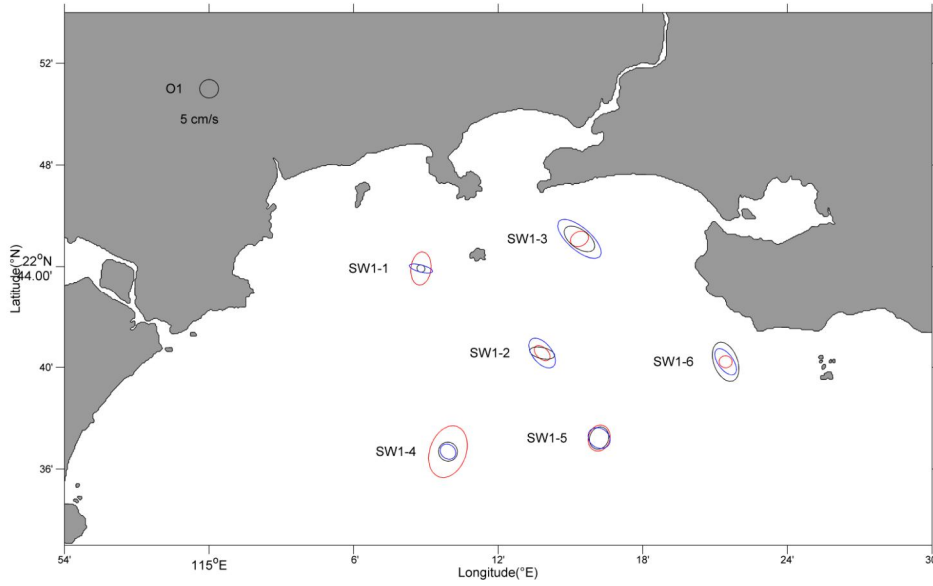 52'
O1
5 cm/s
48'
SW1-3
SW1-1
22°N
44.00'
Latitude(°N)
SW1-2
SW1-6
40'
SW1-5
SW1-4
36'
54'
115°E
6'
12'
18'
24'
30
Longitude(°E)